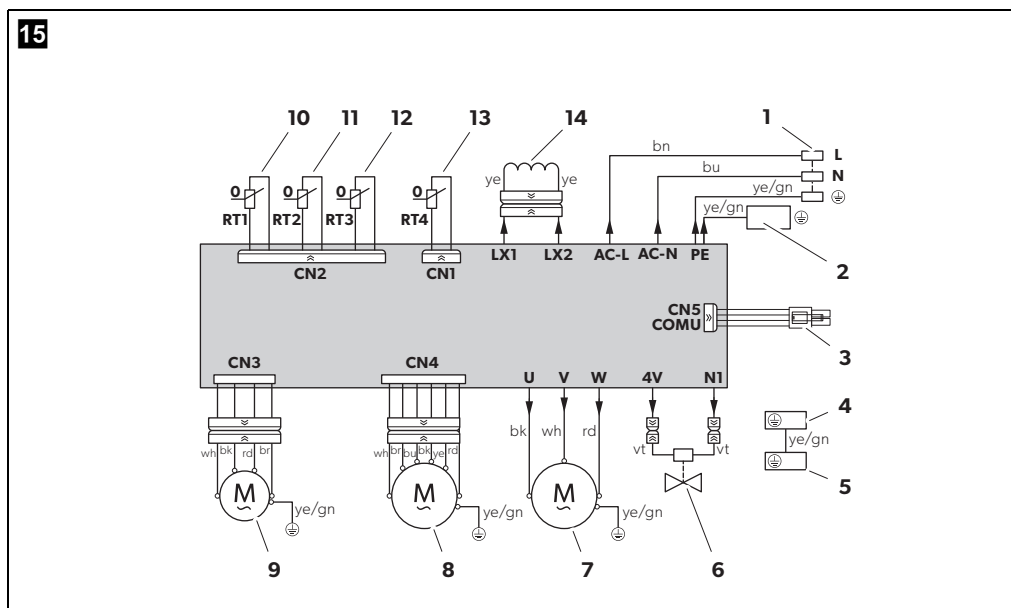 15
10 11 12 13 14 1
bn L
bu N
ye ye ye/gn
0 0 0 0 ye/gn
RT1 RT2 RT3 RT4
2
CN2 CN1 LX1 LX2 AC-L AC-N PE
CN5
COMU
3
CN3 CN4 U V W 4V N1
4
bk wh rd ye/gn
wh bk rd br wh br bu bk ye rd vt vt
5
M M M
~ ~ ~
ye/gn ye/gn ye/gn
9 8 7 6